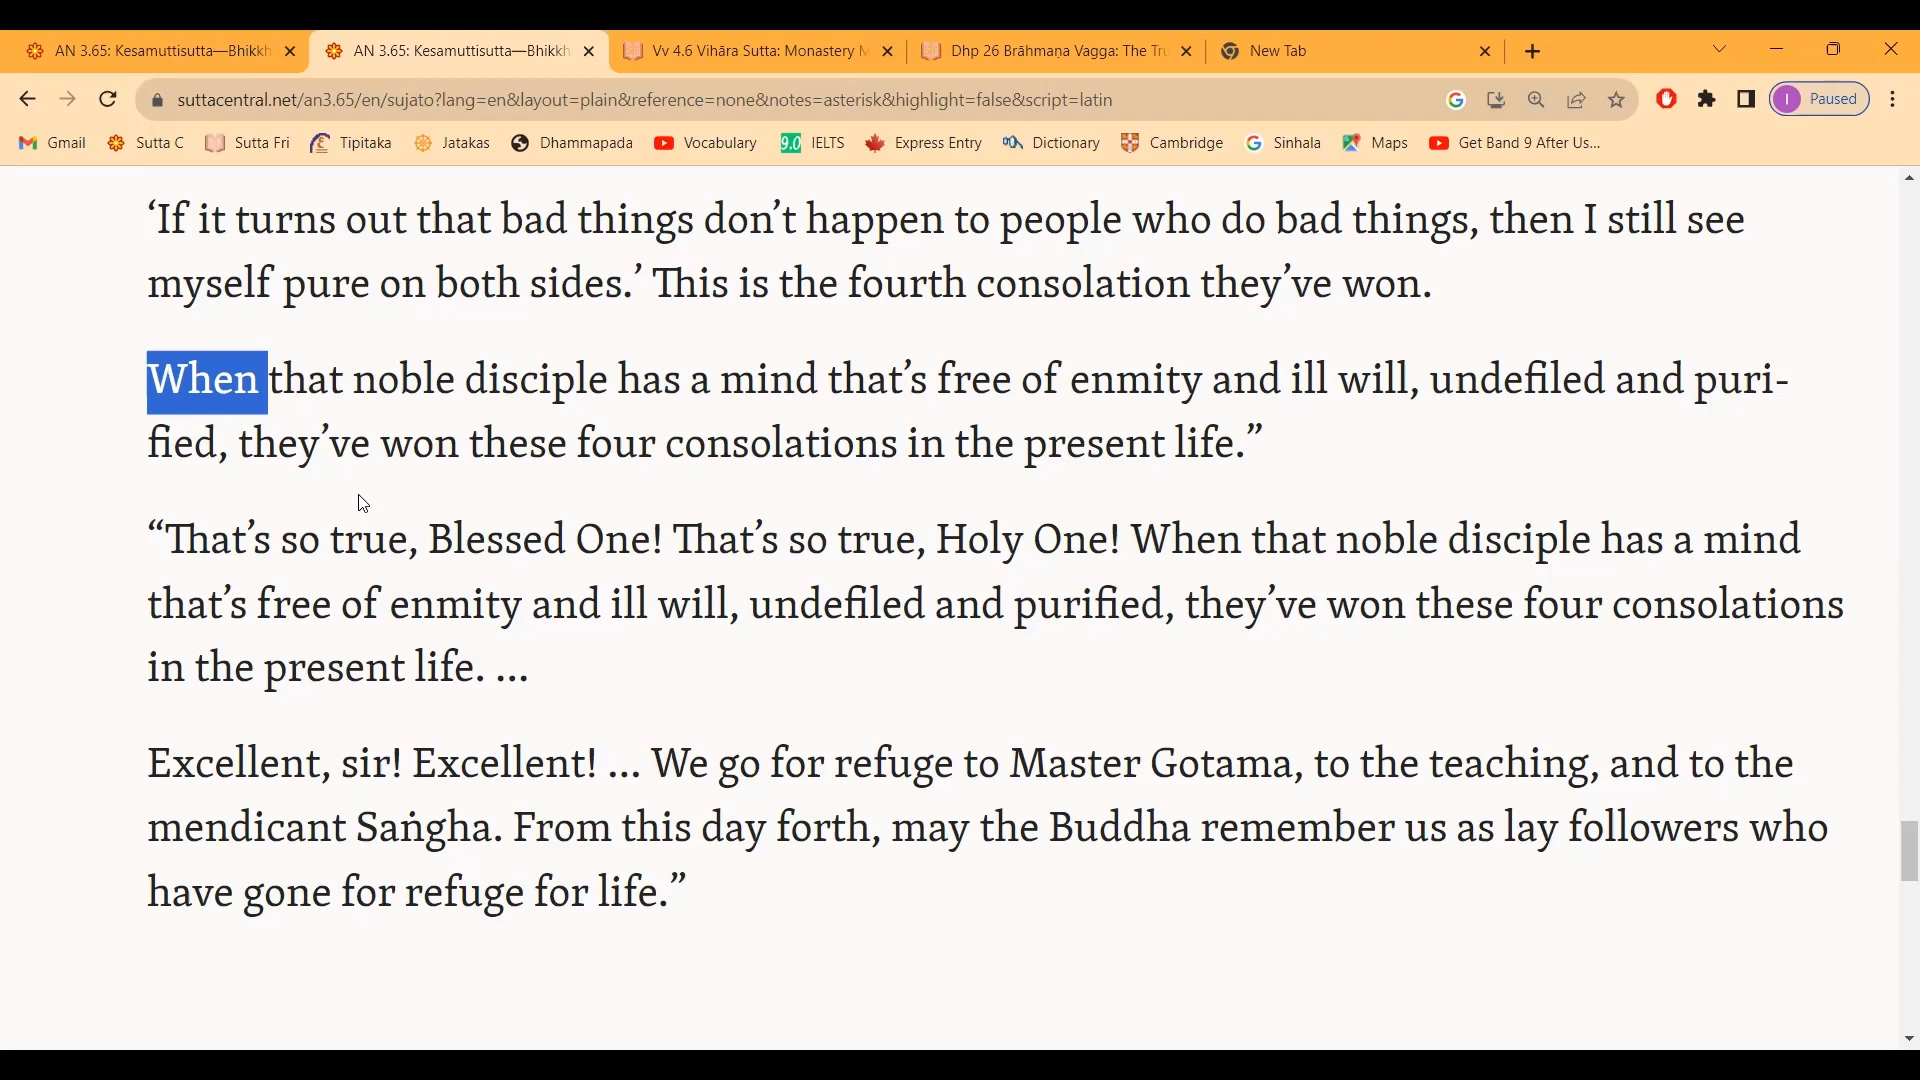 AN 3.65: Kesamuttisutta—Bhikkh
AN 3.65: Kesamuttisutta—Bhikkh
Vv 4.6 Vihāra Sutta: Monastery M
Dhp 26 Brāhmaṇa Vagga: The Tru
New Tab
suttacentral.net/an3.65/en/sujato?lang=en&layout=plain&reference=none&notes=asterisk&highlight=false&script=latin
I Paused
Gmail
Sutta C
Sutta Fri
Tipitaka
Jatakas
Dhammapada
Vocabulary
9.0 IELTS
Express Entry
Dictionary
Cambridge
Sinhala
Maps
Get Band 9 After Us...
‘If it turns out that bad things don’t happen to people who do bad things, then I still see
myself pure on both sides.’ This is the fourth consolation they’ve won.
When that noble disciple has a mind that’s free of enmity and ill will, undefiled and puri-
fied, they’ve won these four consolations in the present life.”
“That’s so true, Blessed One! That’s so true, Holy One! When that noble disciple has a mind
that’s free of enmity and ill will, undefiled and purified, they’ve won these four consolations
in the present life. …
Excellent, sir! Excellent! … We go for refuge to Master Gotama, to the teaching, and to the
mendicant Saṅgha. From this day forth, may the Buddha remember us as lay followers who
have gone for refuge for life.”